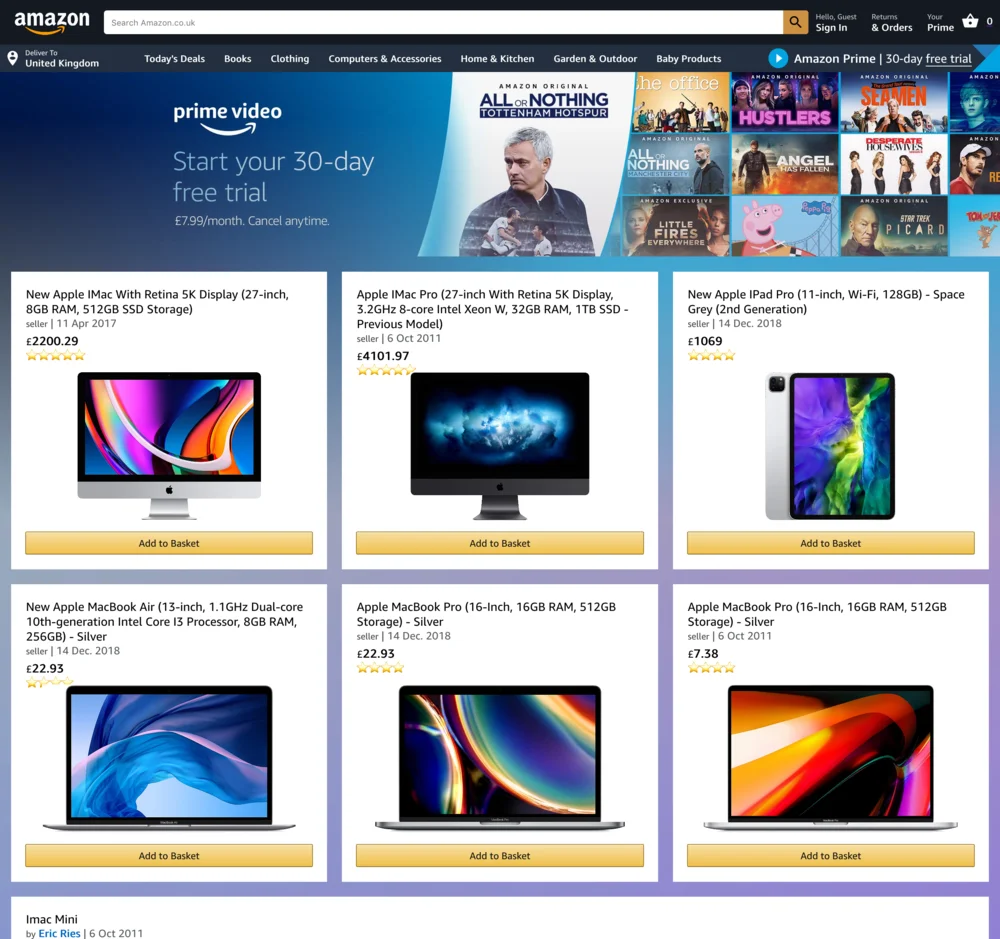 amazon
Search Amazon.co.uk
Hello, Guest
Sign In
Returns
& Orders
Your
Prime
0
Deliver To
United Kingdom
Today's Deals
Books
Clothing
Computers & Accessories
Home & Kitchen
Garden & Outdoor
Baby Products
Amazon Prime | 30-day free trial
prime video
Start your 30-day
free trial
£7.99/month. Cancel anytime.
AMAZON ORIGINAL
ALL OR NOTHING
TOTTENHAM HOTSPUR
the office
AMAZON ORIGINAL
HUSTLERS
AMAZON ORIGINAL
SEAMEN
AMAZON ORIGINAL
ALL OR
NOTHING
MANCHESTER CITY
ANGEL
HAS FALLEN
DESPERATE
HOUSEWIVES
AMAZON EXCLUSIVE
LITTLE
FIRES
EVERYWHERE
Peppa Pig
AMAZON ORIGINAL
STAR TREK
PICARD
New Apple IMac With Retina 5K Display (27-inch,
8GB RAM, 512GB SSD Storage)
seller | 11 Apr 2017
£2200.29
Add to Basket
Apple IMac Pro (27-inch With Retina 5K Display,
3.2GHz 8-core Intel Xeon W, 32GB RAM, 1TB SSD -
Previous Model)
seller | 6 Oct 2011
£4101.97
Add to Basket
New Apple IPad Pro (11-inch, Wi-Fi, 128GB) - Space
Grey (2nd Generation)
seller | 14 Dec. 2018
£1069
Add to Basket
New Apple MacBook Air (13-inch, 1.1GHz Dual-core
10th-generation Intel Core I3 Processor, 8GB RAM,
256GB) - Silver
seller | 14 Dec. 2018
£22.93
Add to Basket
Apple MacBook Pro (16-Inch, 16GB RAM, 512GB
Storage) - Silver
seller | 14 Dec. 2018
£22.93
Add to Basket
Apple MacBook Pro (16-Inch, 16GB RAM, 512GB
Storage) - Silver
seller | 6 Oct 2011
£7.38
Add to Basket
Imac Mini
by Eric Ries | 6 Oct 2011